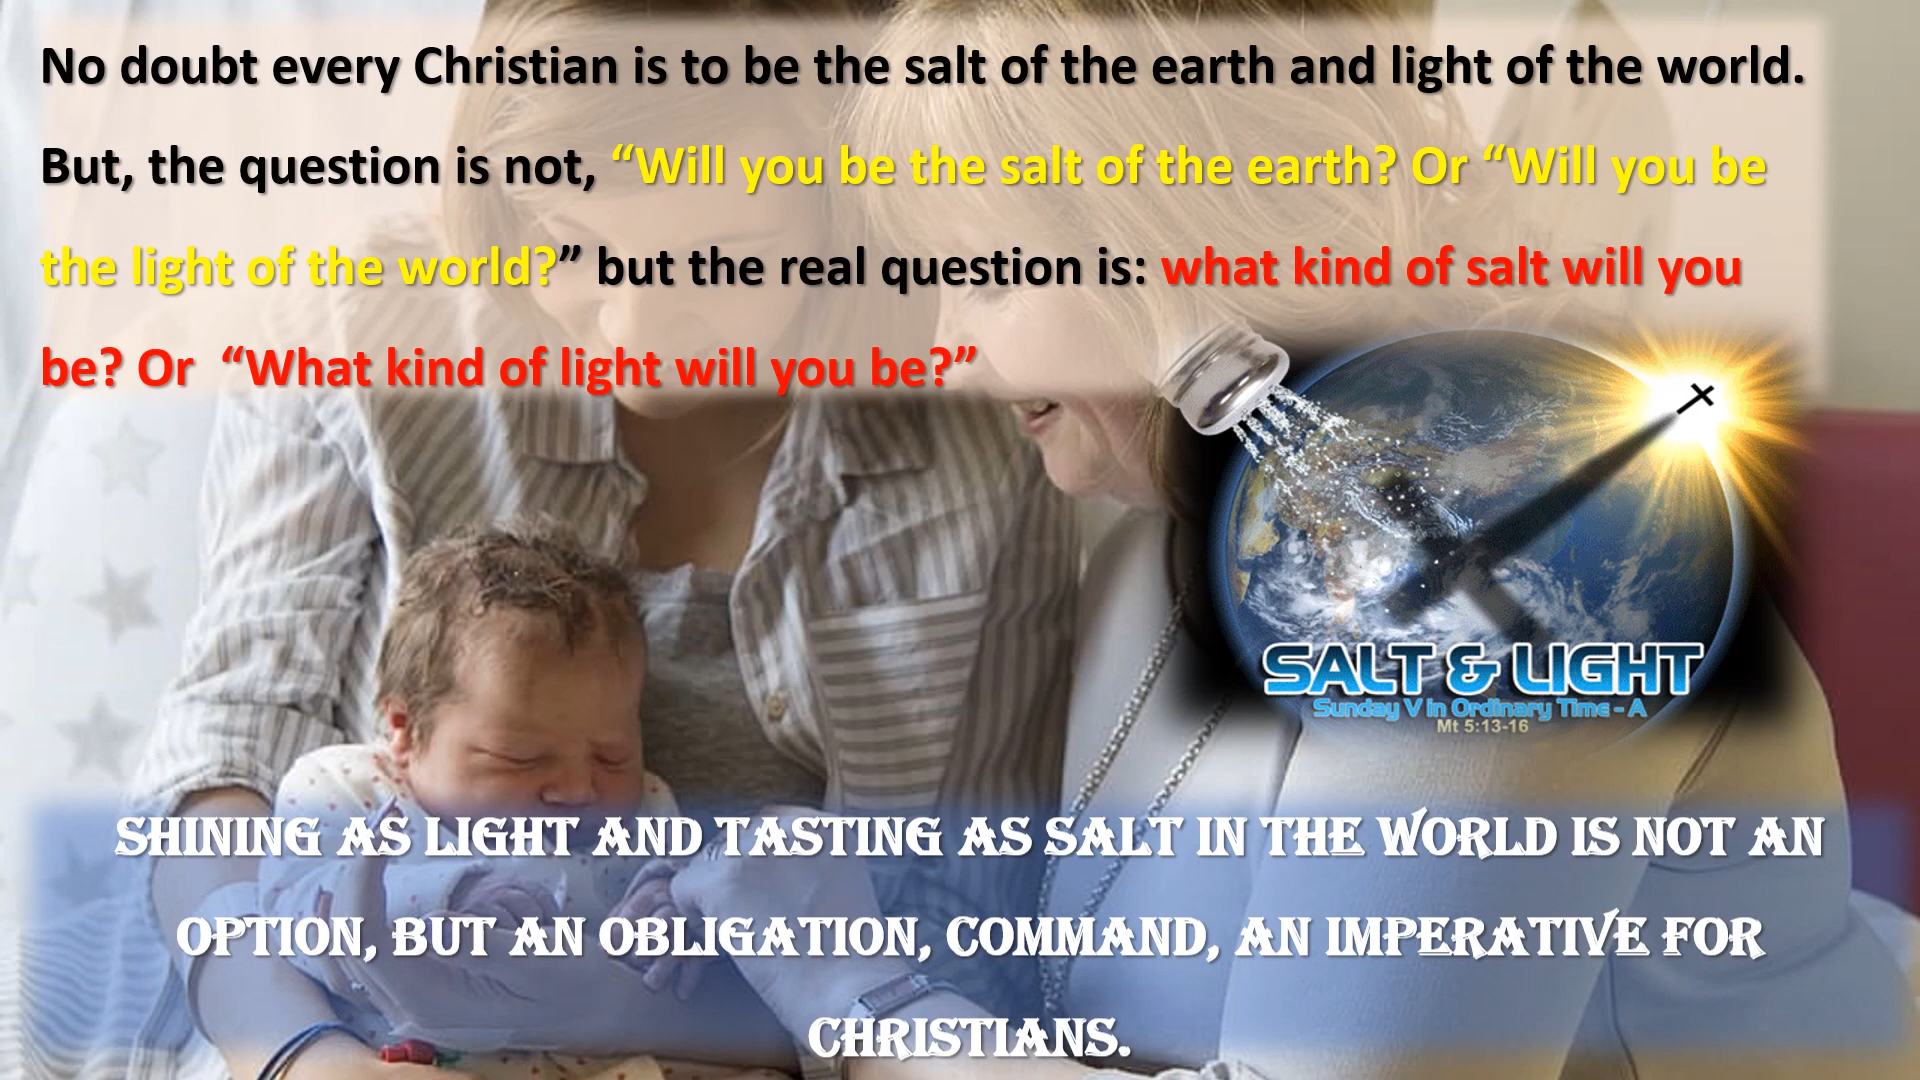 No doubt every Christian is to be the salt of the earth and light of the world.
But, the question is not, “Will you be the salt of the earth? Or “Will you be
the light of the world?” but the real question is: what kind of salt will you
be? Or  “What kind of light will you be?”
SALT & LIGHT
Sunday V in Ordinary Time - A
Mt 5:13-16
SHINING AS LIGHT AND TASTING AS SALT IN THE WORLD IS NOT AN
OPTION, BUT AN OBLIGATION, COMMAND, AN IMPERATIVE FOR
CHRISTIANS.